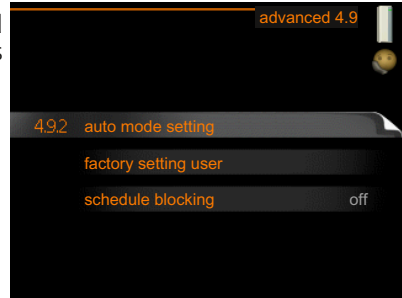 advanced 4.9
4.9.2 auto mode setting
factory setting user
schedule blocking off